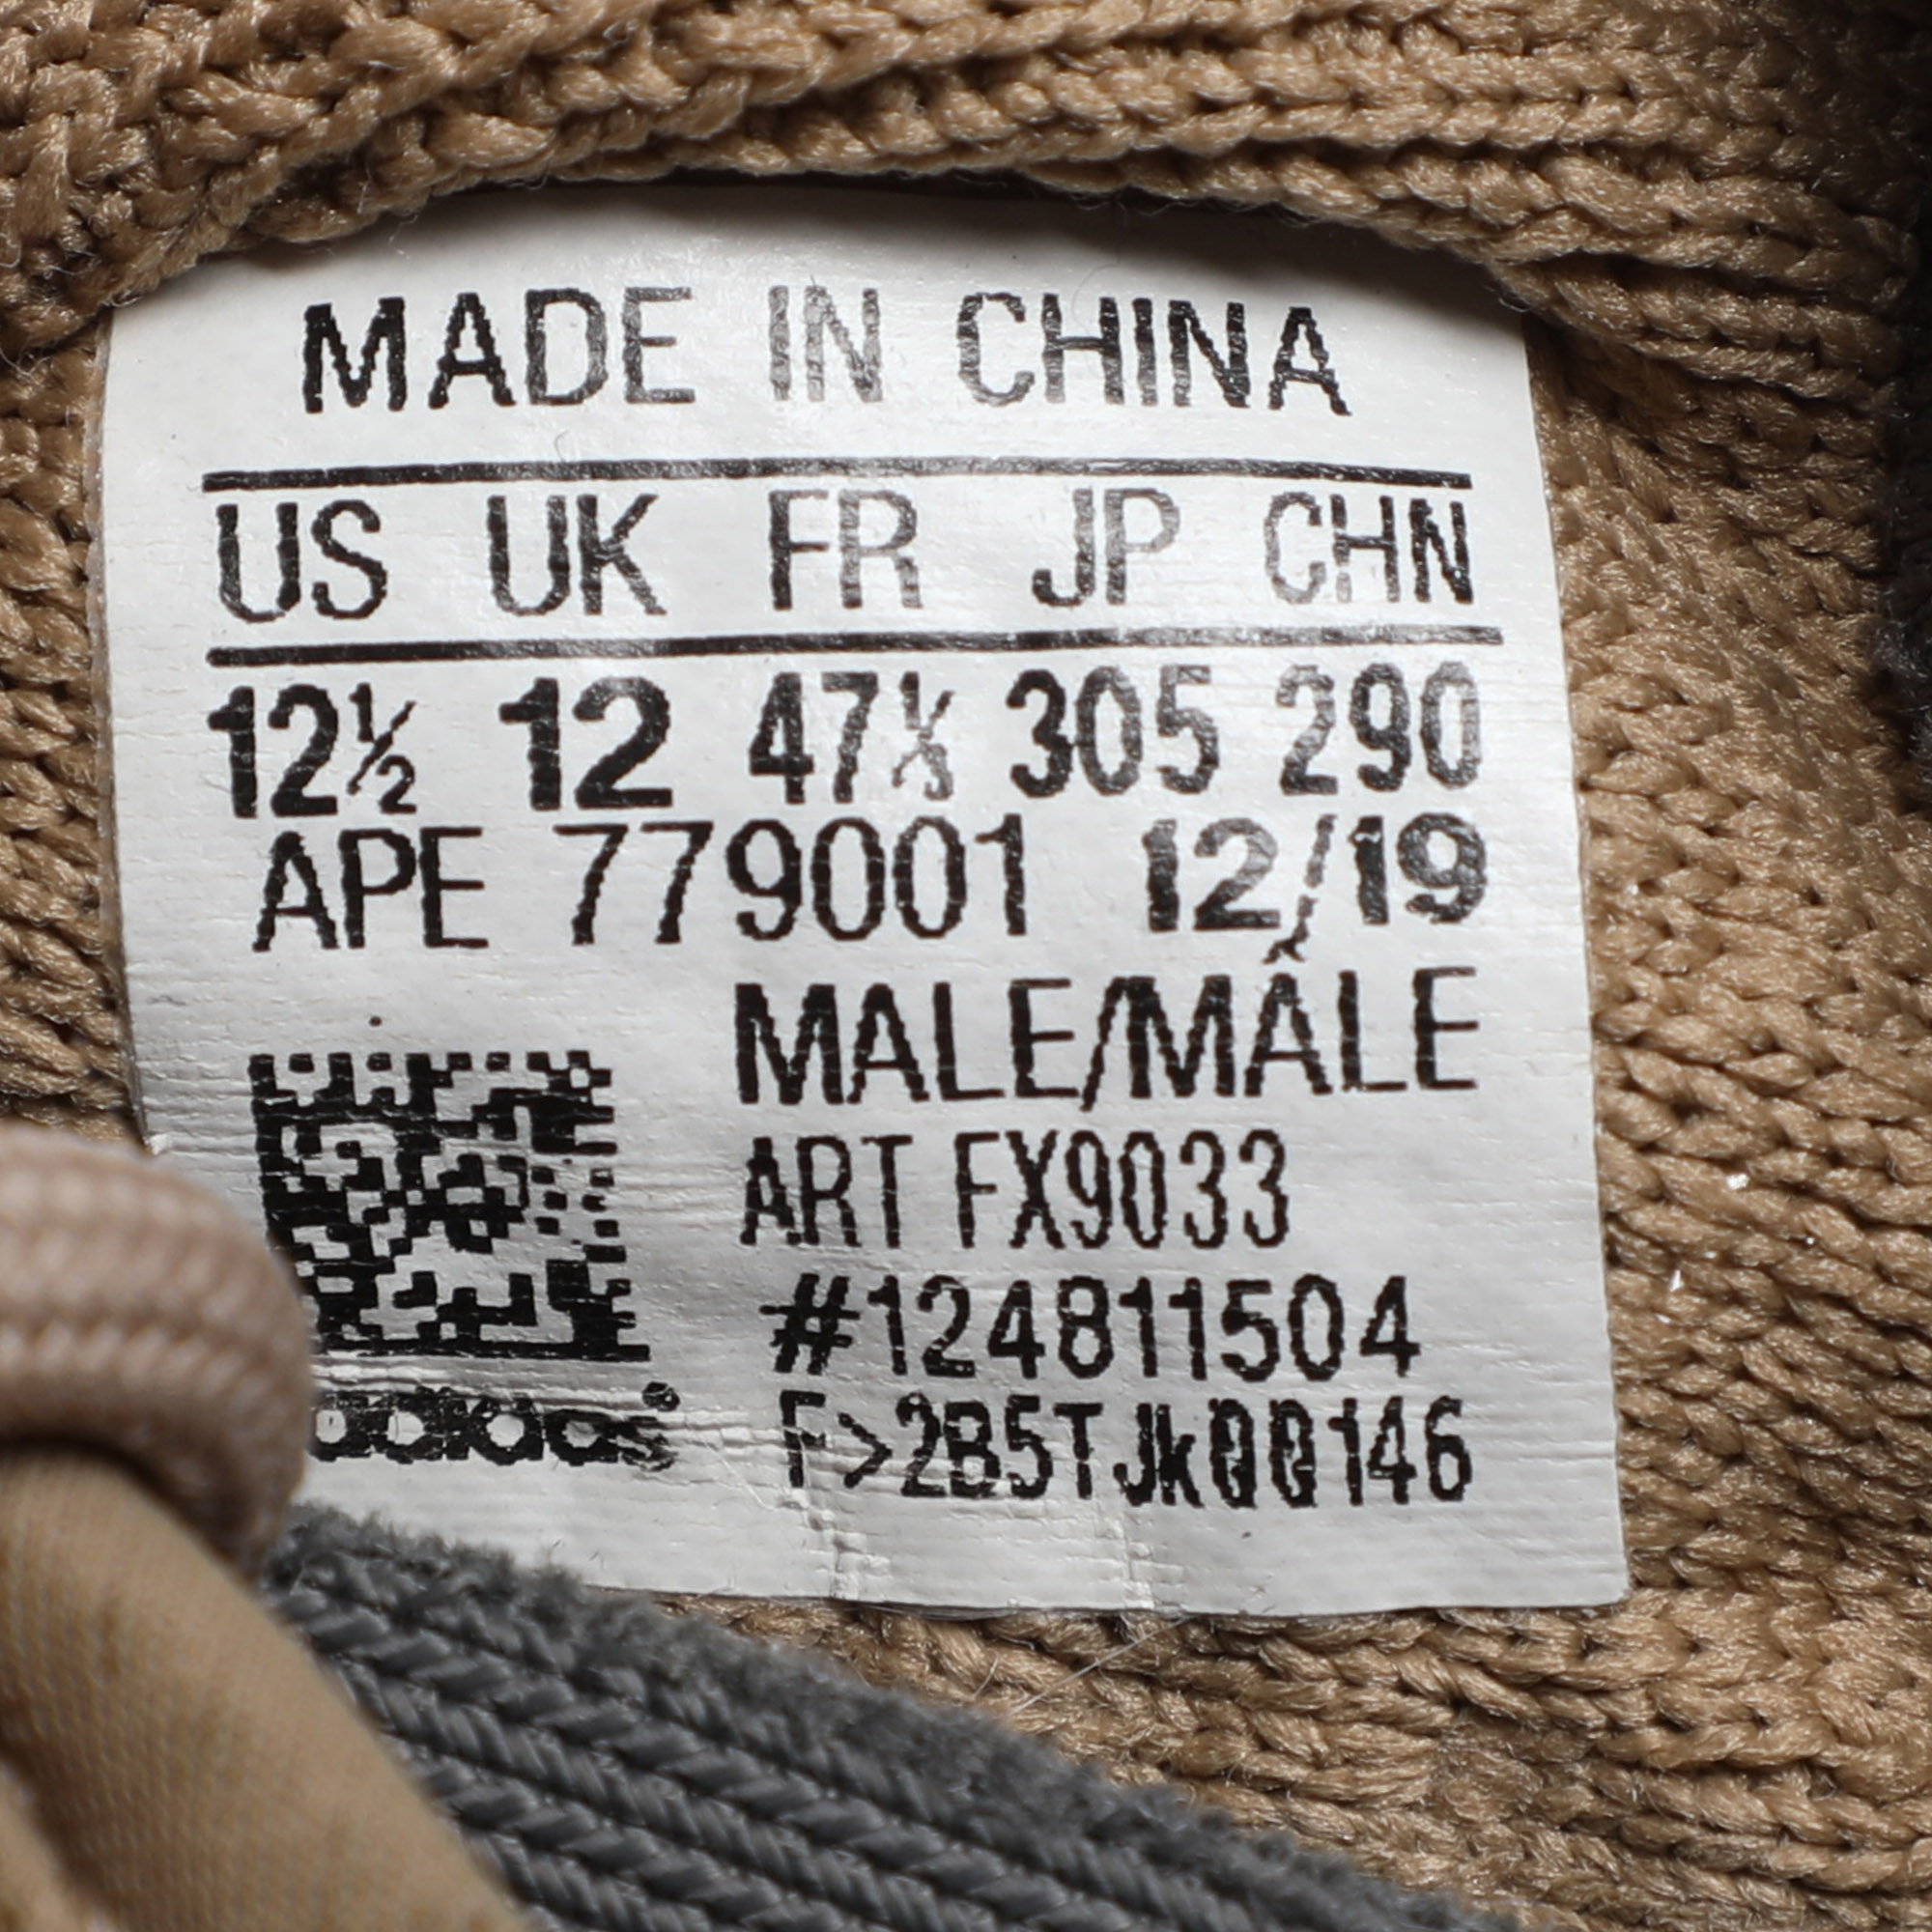 MADE IN CHINA
US UK FR JP CHN
12½ 12 47⅓ 305 290
APE 779001 12/19
MALE/MÂLE
ART FX9033
#124811504
adidas®
F>2B5TJk00146